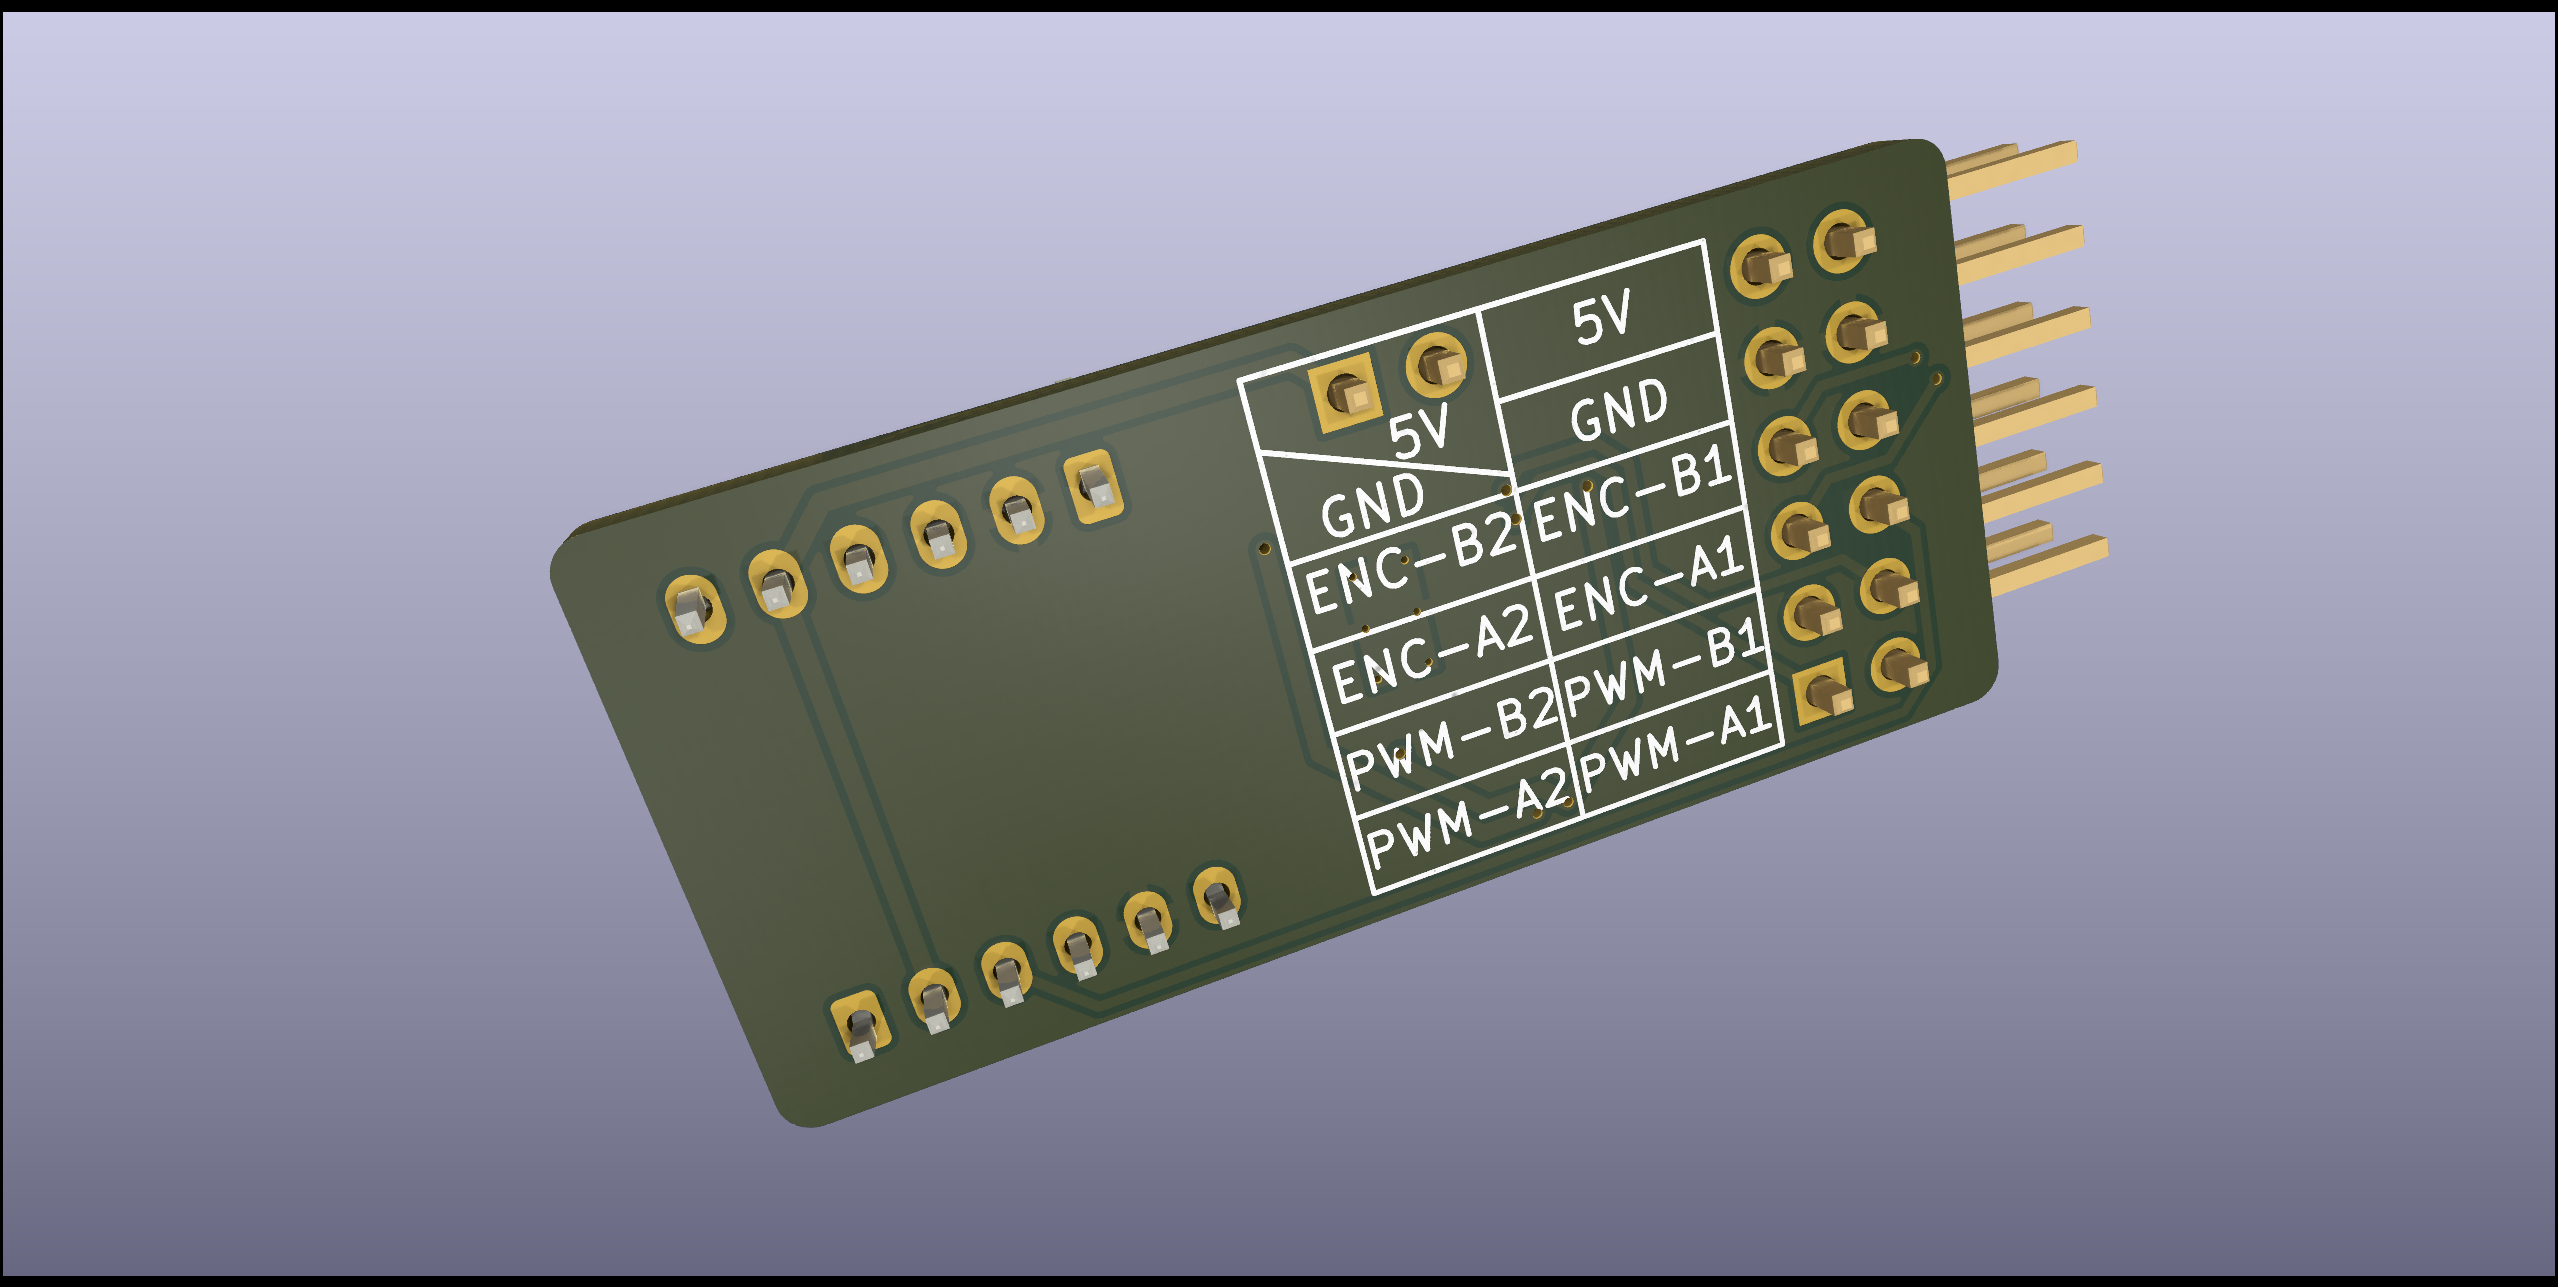 5V
5V
GND
GND
ENC-B2
ENC-B1
ENC-A2
ENC-A1
PWM-B2
PWM-B1
PWM-A2
PWM-A1